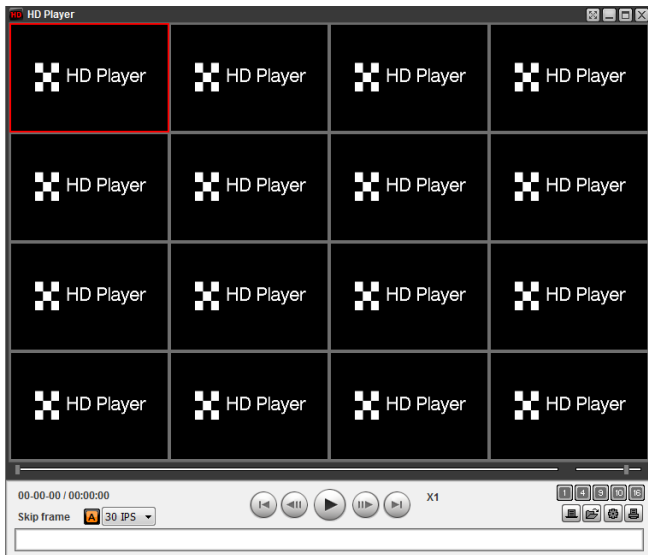 HD HD Player
HD Player HD Player HD Player HD Player
HD Player HD Player HD Player HD Player
HD Player HD Player HD Player HD Player
HD Player HD Player HD Player HD Player
00-00-00 / 00:00:00
X1
1 4 9 10 16
Skip frame A 30 IPS